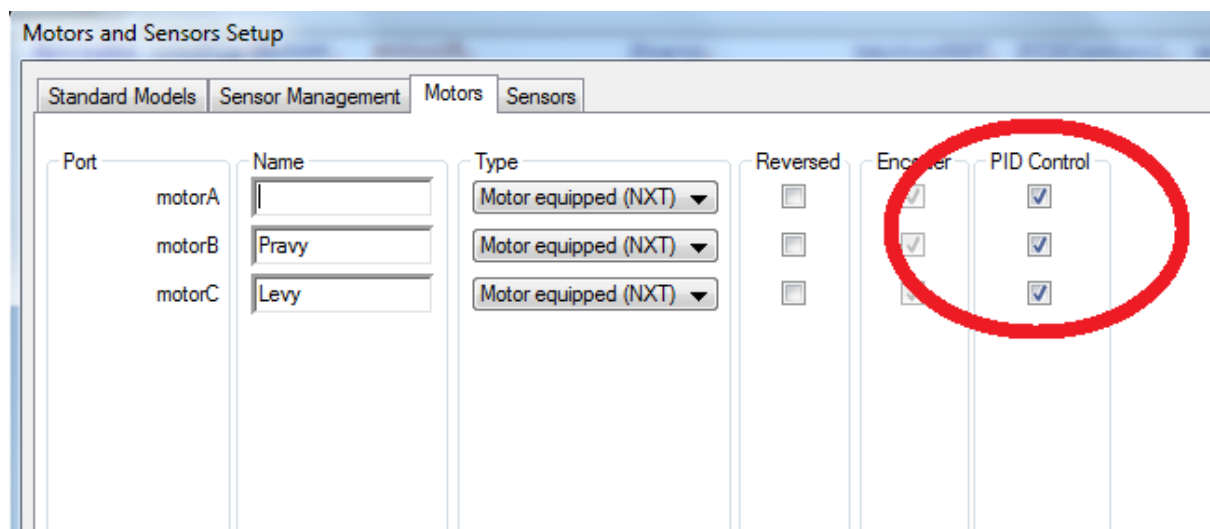 Motors and Sensors Setup
Standard Models Sensor Management Motors Sensors
Port Name Type Reversed Encoder PID Control
motorA Motor equipped (NXT)
motorB Pravy Motor equipped (NXT)
motorC Levy Motor equipped (NXT)